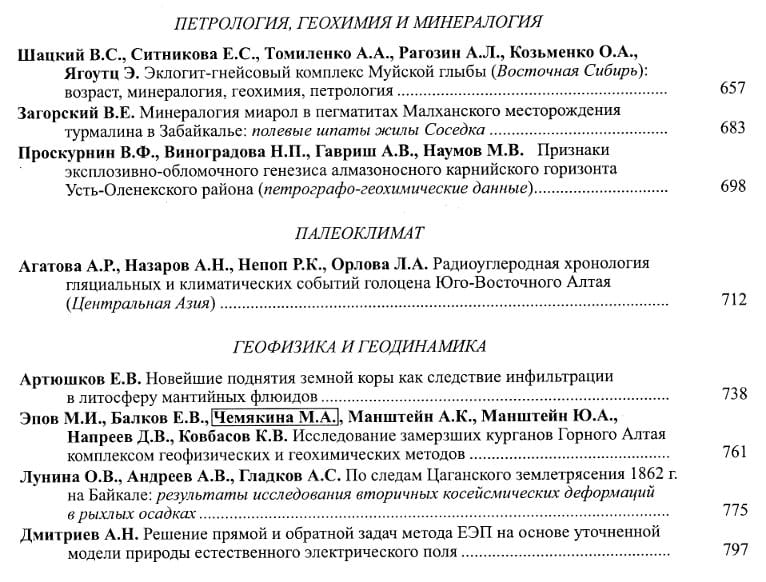 ПЕТРОЛОГИЯ, ГЕОХИМИЯ И МИНЕРАЛОГИЯ
Шацкий В.С., Ситникова Е.С., Томиленко А.А., Рагозин А.Л., Козьменко О.А.,
Ягоутц Э. Эклогит-гнейсовый комплекс Муйской глыбы (Восточная Сибирь):
возраст, минералогия, геохимия, петрология ........ 657
Загорский В.Е. Минералогия миарол в пегматитах Малханского месторождения
турмалина в Забайкалье: полевые шпаты жилы Соседка ........ 683
Проскурнин В.Ф., Виноградова Н.П., Гавриш А.В., Наумов М.В. Признаки
эксплозивно-обломочного генезиса алмазоносного карнийского горизонта
Усть-Оленекского района (петрографо-геохимические данные)........ 698
ПАЛЕОКЛИМАТ
Агатова А.Р., Назаров А.Н., Непоп Р.К., Орлова Л.А. Радиоуглеродная хронология
гляциальных и климатических событий голоцена Юго-Восточного Алтая
(Центральная Азия) ........ 712
ГЕОФИЗИКА И ГЕОДИНАМИКА
Артюшков Е.В. Новейшие поднятия земной коры как следствие инфильтрации
в литосферу мантийных флюидов ........ 738
Эпов М.И., Балков Е.В., Чемякина М.А., Манштейн А.К., Манштейн Ю.А.,
Напреев Д.В., Ковбасов К.В. Исследование замерзших курганов Горного Алтая
комплексом геофизических и геохимических методов ........ 761
Лунина О.В., Андреев А.В., Гладков А.С. По следам Цаганского землетрясения 1862 г.
на Байкале: результаты исследования вторичных косейсмических деформаций
в рыхлых осадках ........ 775
Дмитриев А.Н. Решение прямой и обратной задач метода ЕЭП на основе уточненной
модели природы естественного электрического поля ........ 797